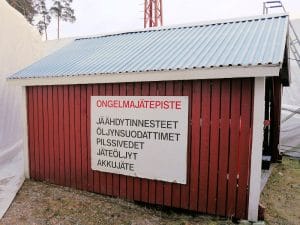 ONGELMAJÄTEPISTE
JÄÄHDYTINNESTEET
ÖLJYNSUODATTIMET
PILSSIVEDET
JÄTEÖLJYT
AKKUJÄTE